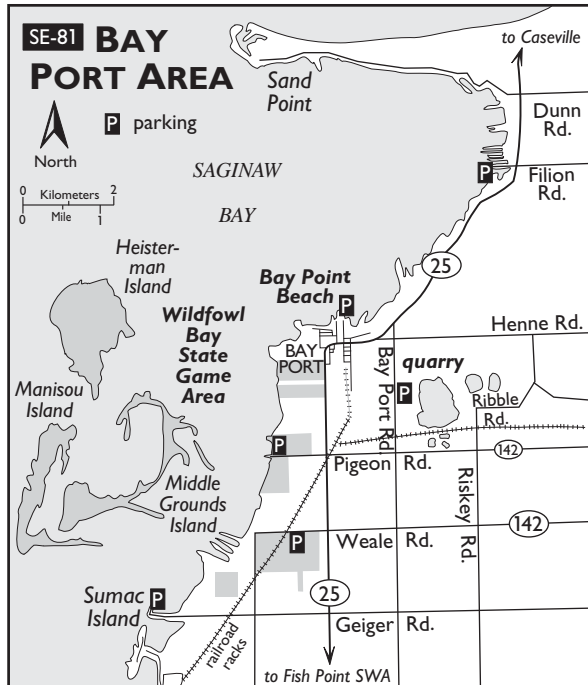 SE-81 BAY
PORT AREA
P parking
North
0 Kilometers 2
0 Mile 1
to Caseville
Sand
Point
Dunn
Rd.
P
Filion
Rd.
SAGINAW
BAY
25
Heister-
man
Island
Bay Point
Beach
P
Wildfowl
Bay
State
Game
Area
Henne Rd.
BAY
PORT
Bay Port Rd.
quarry
P
Ribble
Rd.
Manisou
Island
P
142
Pigeon Rd.
Riskey Rd.
Middle
Grounds
Island
142
P
Weale Rd.
Sumac
Island
P
25
Geiger Rd.
railroad
racks
to Fish Point SWA